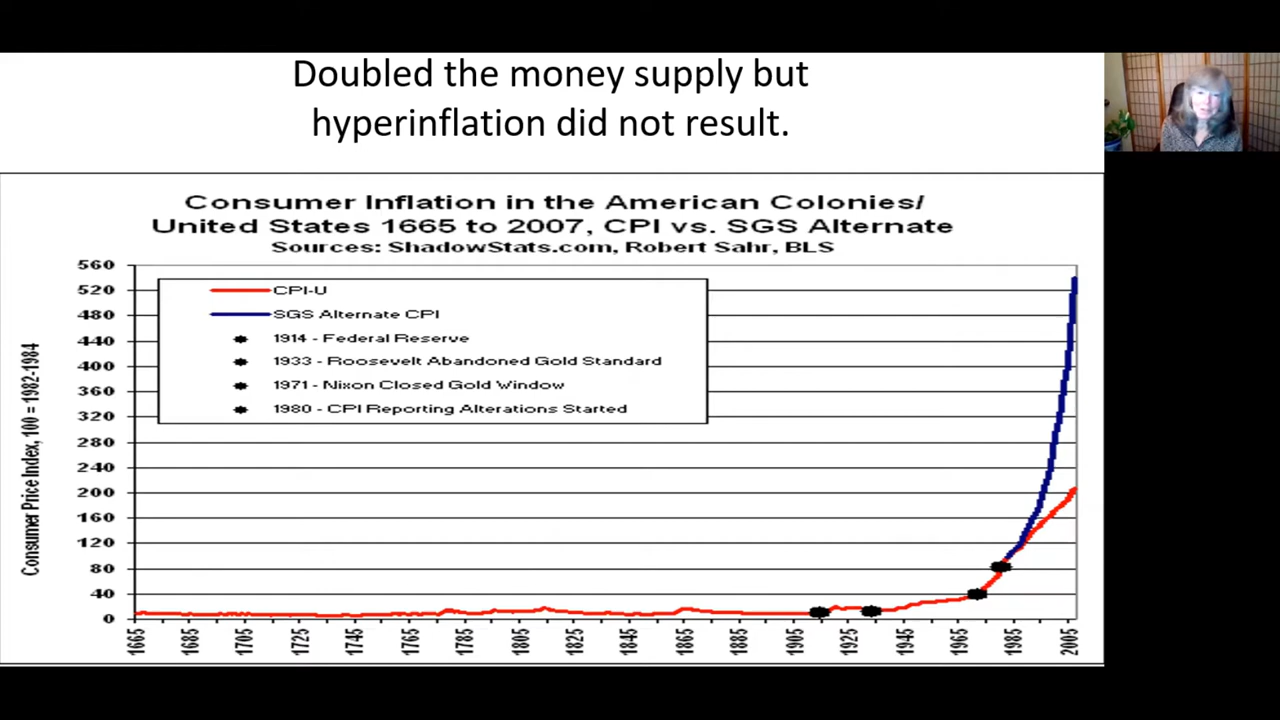 Doubled the money supply but
hyperinflation did not result.
Consumer Inflation in the American Colonies/
United States 1665 to 2007, CPI vs. SGS Alternate
Sources: ShadowStats.com, Robert Sahr, BLS
Consumer Price Index, 100 = 1982-1984
560
520
480
440
400
360
320
280
240
200
160
120
80
40
0
CPI-U
SGS Alternate CPI
1914 - Federal Reserve
1933 - Roosevelt Abandoned Gold Standard
1971 - Nixon Closed Gold Window
1980 - CPI Reporting Alterations Started
1665 1685 1705 1725 1745 1765 1785 1805 1825 1845 1865 1885 1905 1925 1945 1965 1985 2005